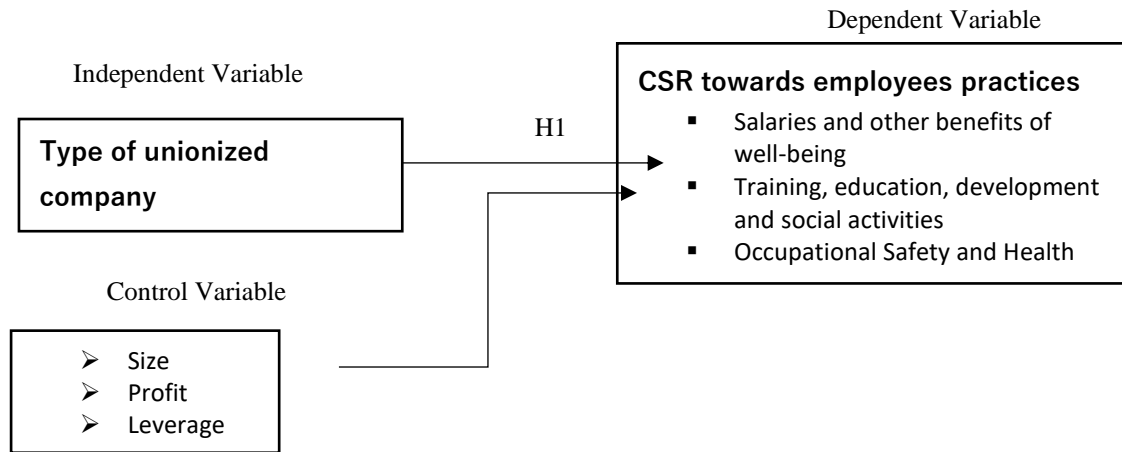 Dependent Variable
Independent Variable
CSR towards employees practices
▪ Salaries and other benefits of
well-being
▪ Training, education, development
and social activities
▪ Occupational Safety and Health
H1
Type of unionized
company
Control Variable
➢ Size
➢ Profit
➢ Leverage